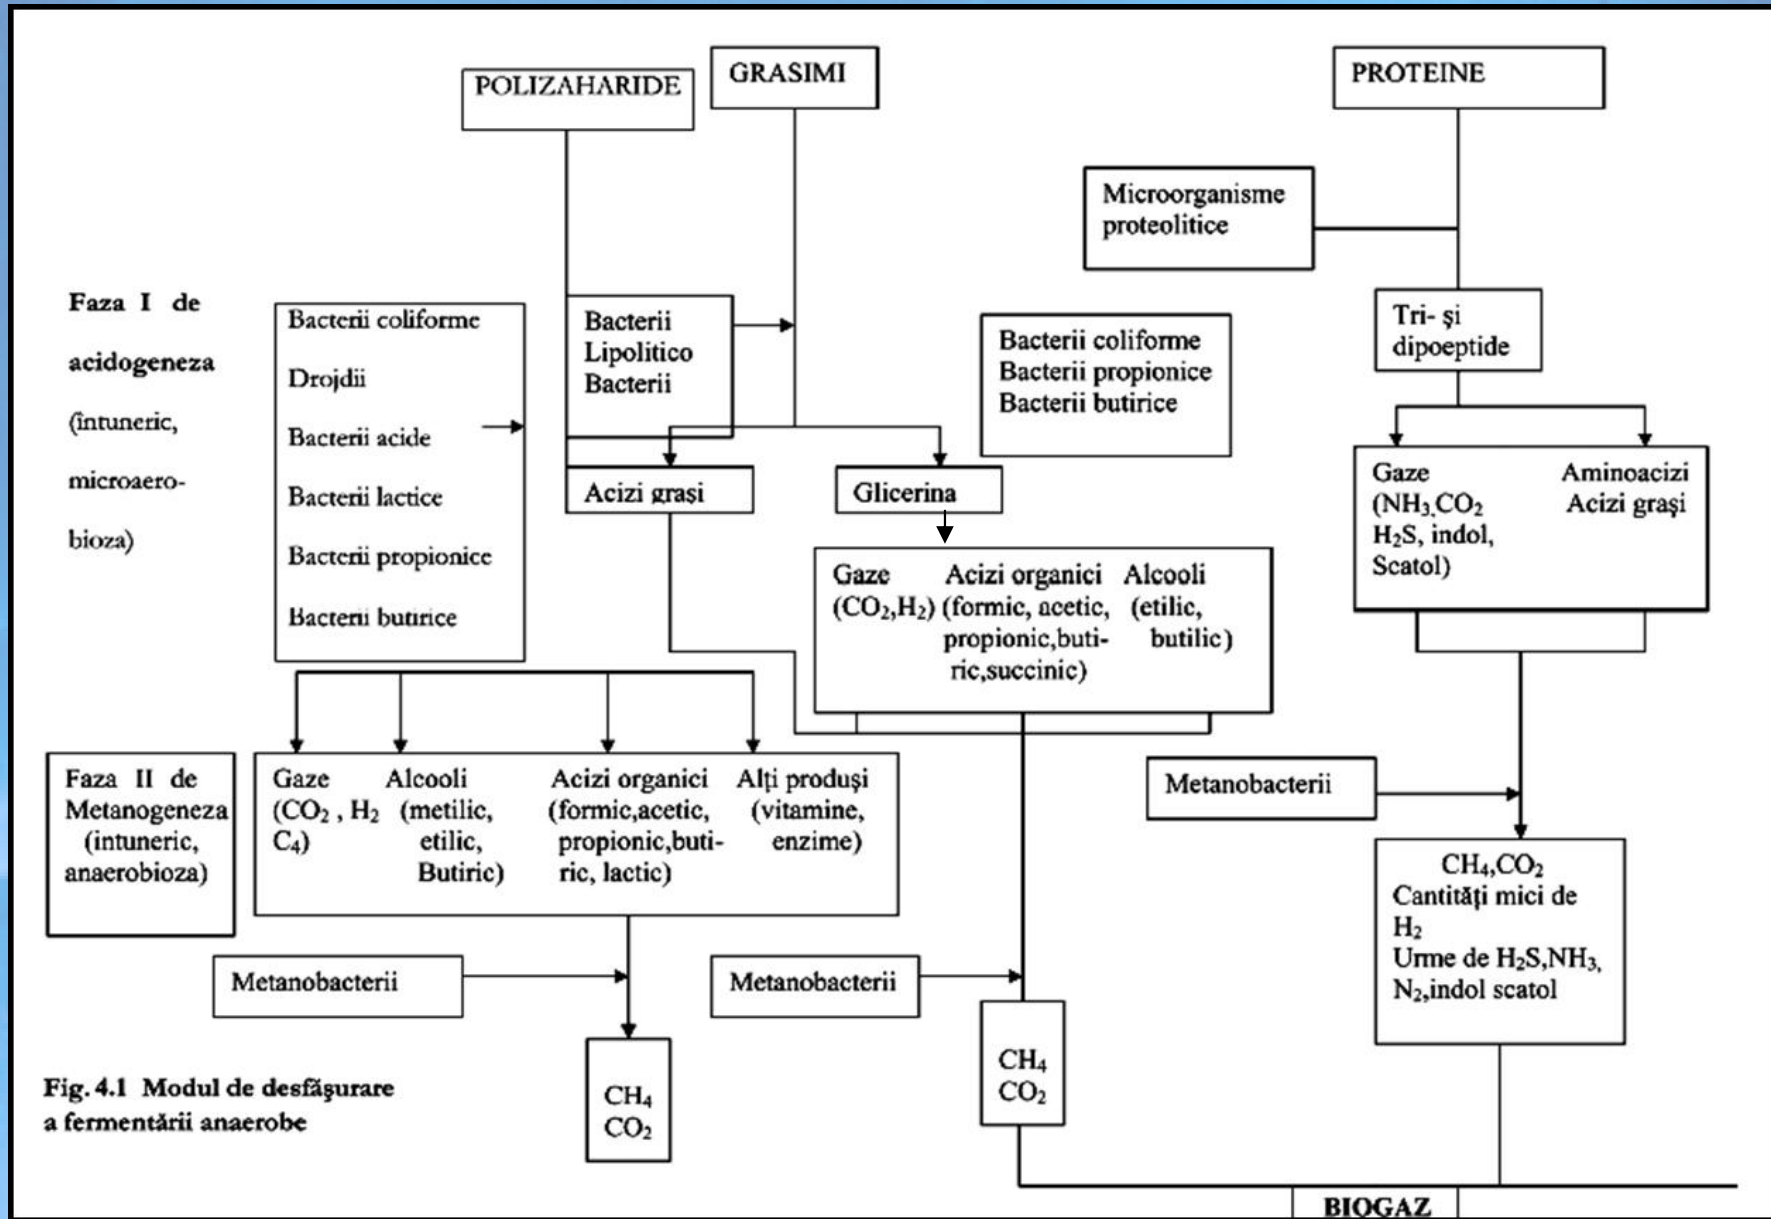 POLIZAHARIDE
GRASIMI
PROTEINE
Microorganisme
proteolitice
Faza I de
acidogeneza
(întuneric,
microaero-
bioza)
Bacterii coliforme
Drojdii
Bacterii acide
Bacterii lactice
Bacterii propionice
Bacterii butirice
Bacterii
Lipolitico
Bacterii
Bacterii coliforme
Bacterii propionice
Bacterii butirice
Tri- şi
dipoeptide
Acizi graşi
Glicerina
Gaze Aminoacizi
(NH₃,CO₂ Acizi graşi
H₂S, indol,
Scatol)
Gaze Acizi organici Alcooli
(CO₂,H₂) (formic, acetic, (etilic,
propionic,buti- butilic)
ric,succinic)
Faza II de
Metanogeneza
(intuneric,
anaerobioza)
Gaze Alcooli Acizi organici Alți produşi
(CO₂ , H₂ (metilic, (formic,acetic, (vitamine,
C₄) etilic, propionic,buti- enzime)
Butiric) ric, lactic)
Metanobacterii
CH₄,CO₂
Cantităţi mici de
H₂
Urme de H₂S,NH₃,
N₂,indol scatol
Metanobacterii
Metanobacterii
CH₄
CO₂
CH₄
CO₂
Fig. 4.1 Modul de desfăşurare
a fermentării anaerobe
BIOGAZ